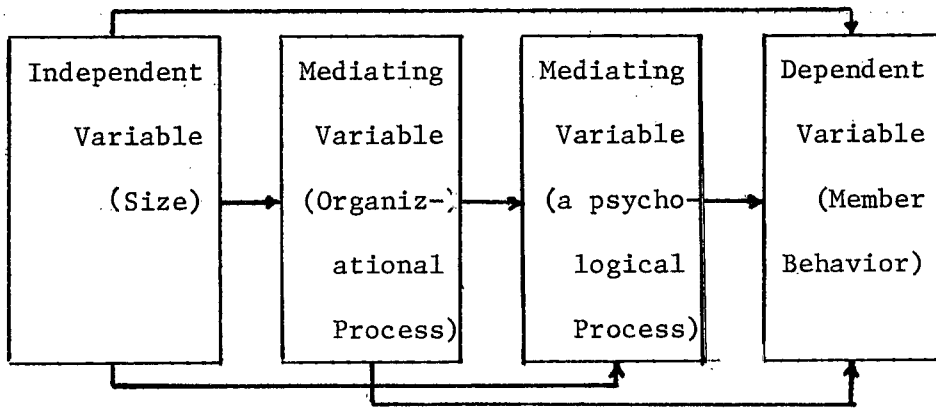 Independent
Variable
(Size)
Mediating
Variable
(Organiz-
ational
Process)
Mediating
Variable
(a psycho-
logical
Process)
Dependent
Variable
(Member
Behavior)